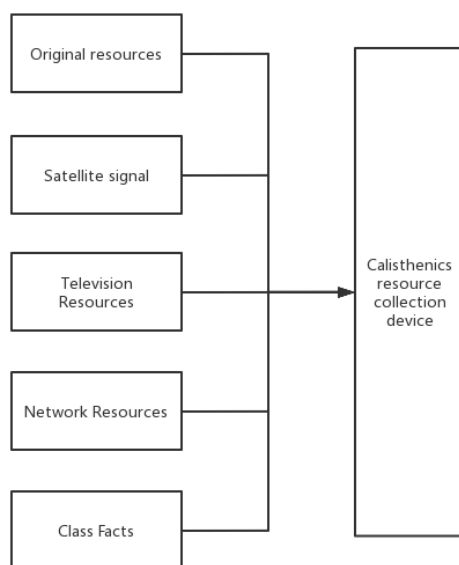 Original resources
Satellite signal
Television
Resources
Network Resources
Class Facts
Calisthenics
resource
collection
device